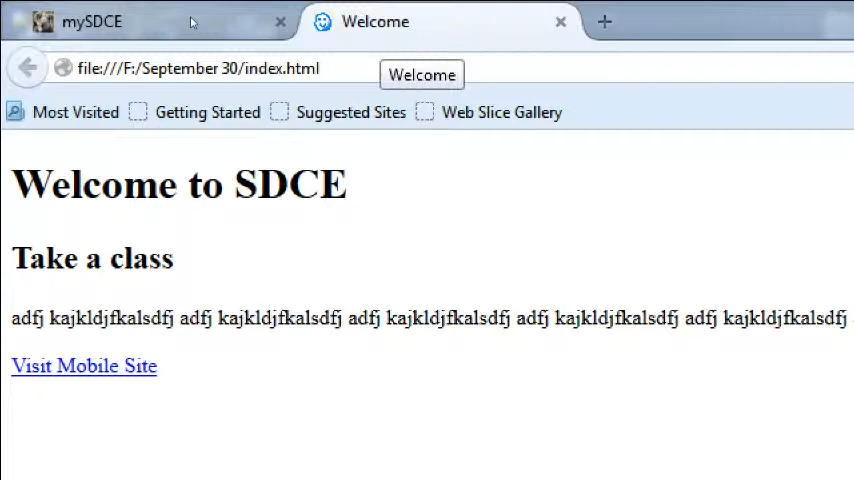 mySDCE
Welcome
file:///F:/September 30/index.html
Welcome
Most Visited Getting Started Suggested Sites Web Slice Gallery
Welcome to SDCE
Take a class
adfj kajkldjfkalsdfj adfj kajkldjfkalsdfj adfj kajkldjfkalsdfj adfj kajkldjfkalsdfj adfj kajkldjfkalsdfj
Visit Mobile Site